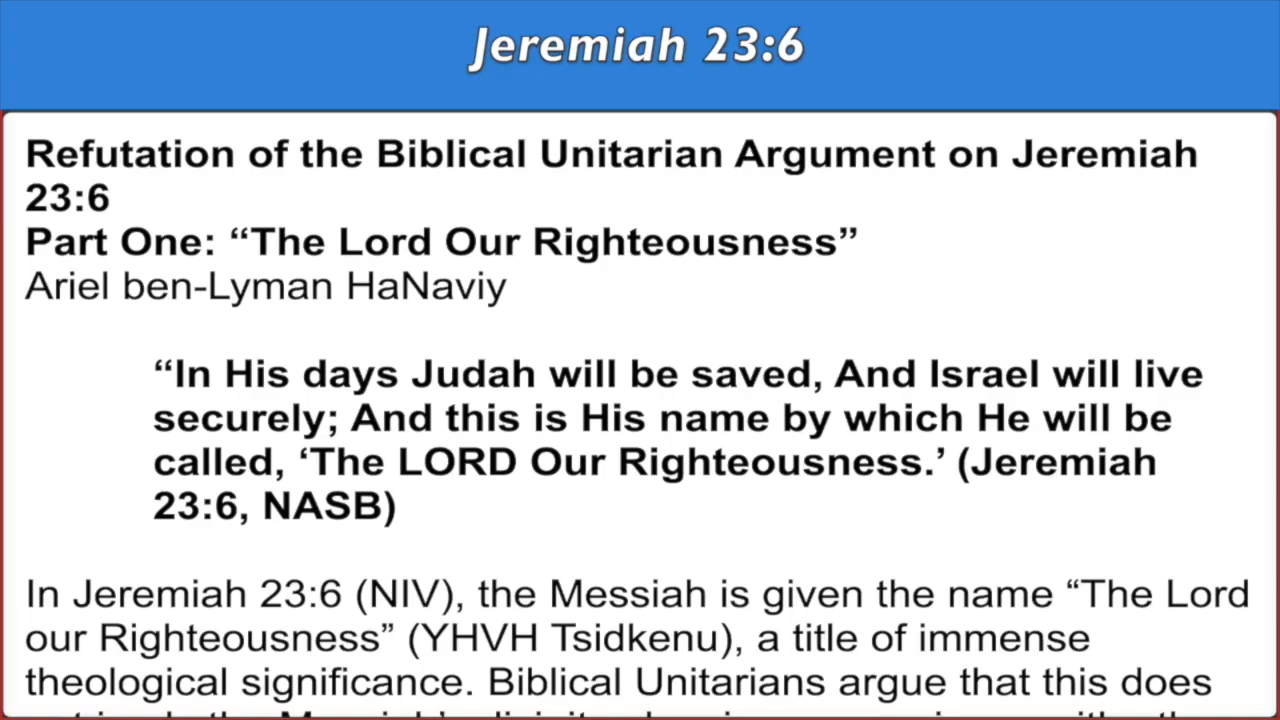 Jeremiah 23:6
Refutation of the Biblical Unitarian Argument on Jeremiah
23:6
Part One: “The Lord Our Righteousness”
Ariel ben-Lyman HaNaviy
“In His days Judah will be saved, And Israel will live
securely; And this is His name by which He will be
called, ‘The LORD Our Righteousness.’ (Jeremiah
23:6, NASB)
In Jeremiah 23:6 (NIV), the Messiah is given the name “The Lord
our Righteousness” (YHVH Tsidkenu), a title of immense
theological significance. Biblical Unitarians argue that this does